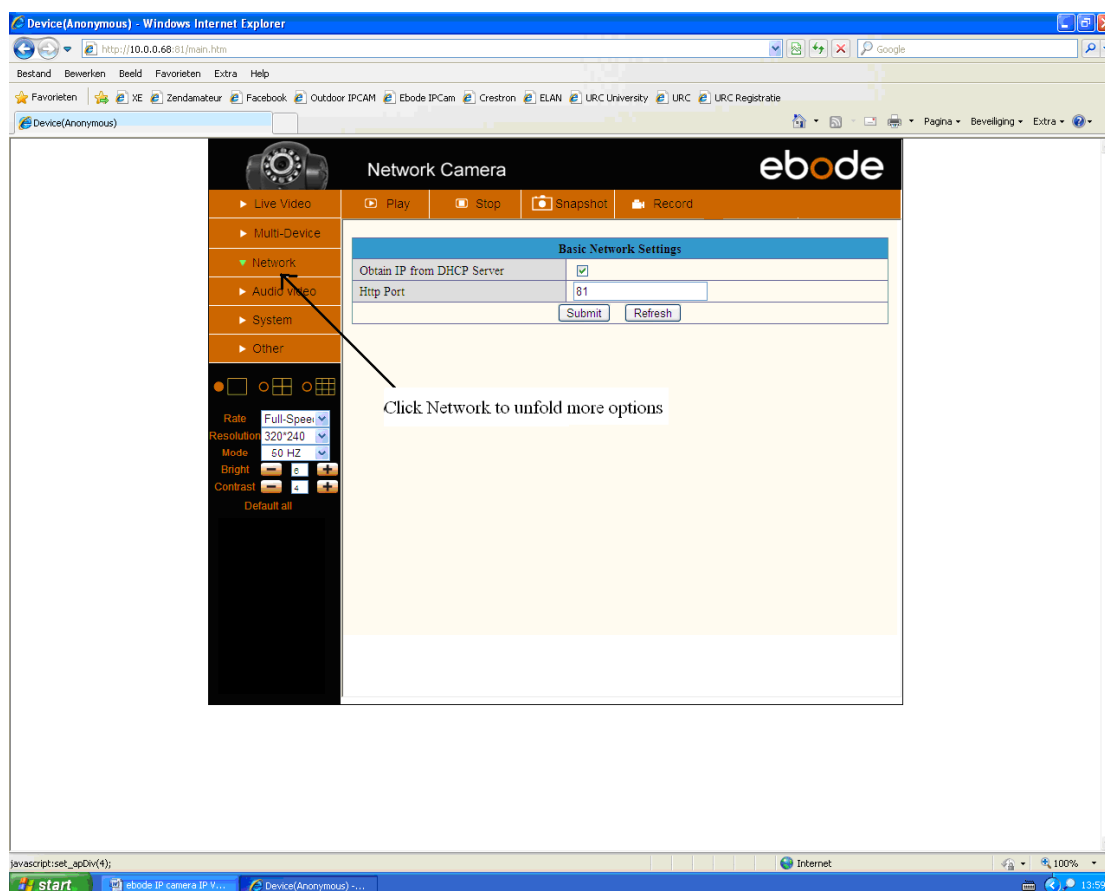 Device(Anonymous) - Windows Internet Explorer
http://10.0.0.68:81/main.htm
Google
Bestand Bewerken Beeld Favorieten Extra Help
Favorieten XE Zendamateur Facebook Outdoor IPCAM Ebode IPCam Crestron ELAN URC University URC URC Registratie
Device(Anonymous)
Pagina Beveiliging Extra
Network Camera
ebode
Live Video
Play Stop Snapshot Record
Multi-Device
Network
Audio video
System
Other
Basic Network Settings
Obtain IP from DHCP Server
Http Port 81
Submit Refresh
Click Network to unfold more options
Rate Full-Spee
Resolution 320*240
Mode 50 HZ
Bright 6
Contrast 4
Default all
javascript:set_apDiv(4);
Internet
100%
start
ebode IP camera IP V...
Device(Anonymous) -...
13:59